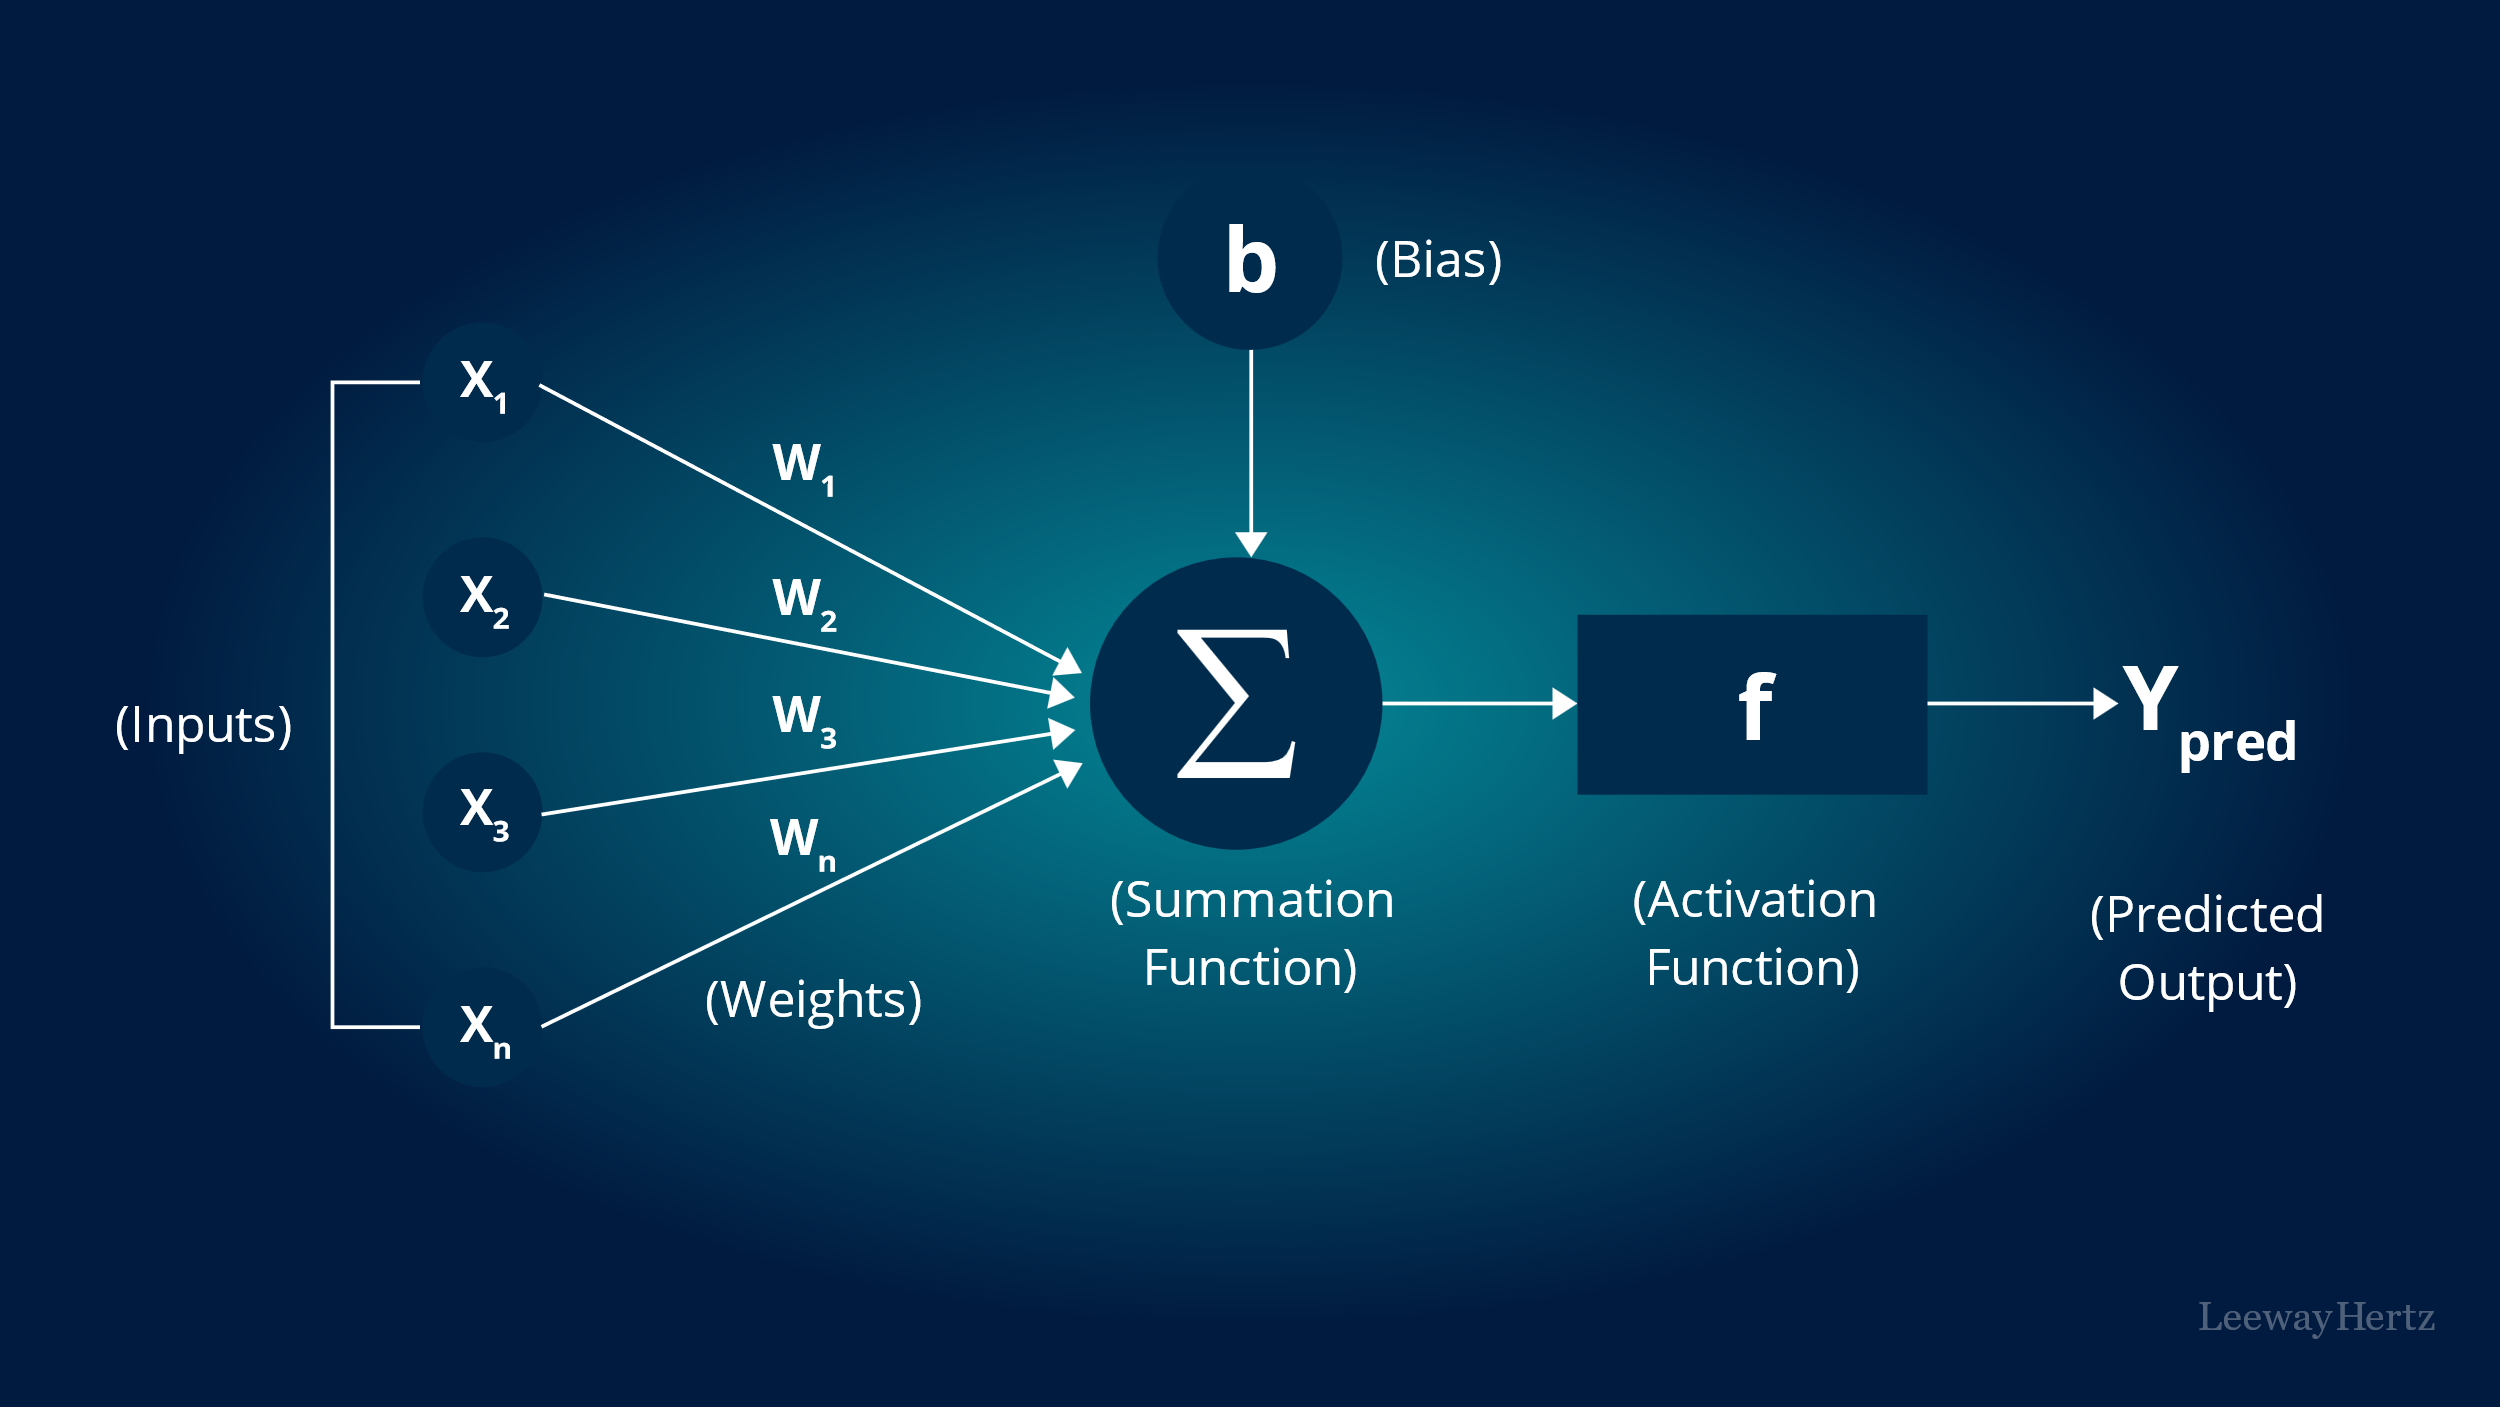 b (Bias)
X1
W1
X2
W2
W3
X3
Wn
Xn
(Inputs)
(Weights)
∑
(Summation
Function)
f
(Activation
Function)
Ypred
(Predicted
Output)
LeewayHertz